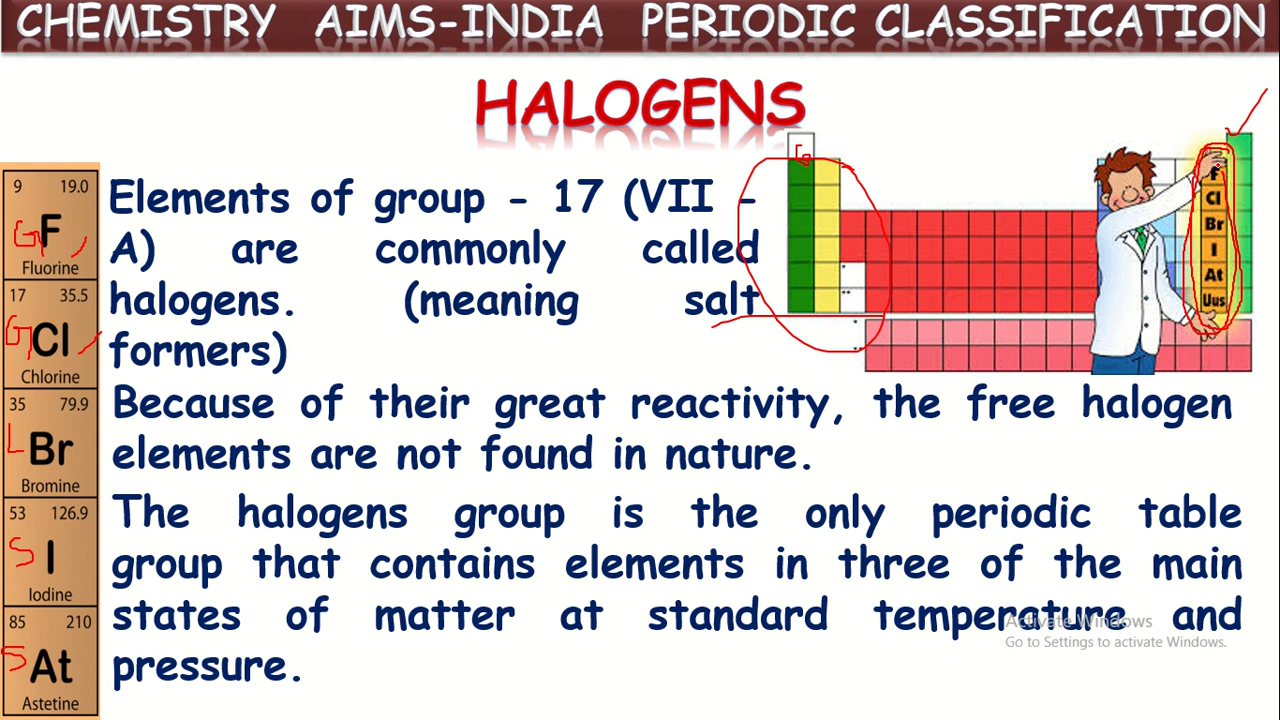 CHEMISTRY AIMS-INDIA PERIODIC CLASSIFICATION
HALOGENS
9 19.0
G F
Fluorine
17 35.5
G Cl
Chlorine
35 79.9
L Br
Bromine
53 126.9
S I
Iodine
85 210
S At
Astetine
Elements of group - 17 (VII -
A) are commonly called
halogens. (meaning salt
formers)
G
F
Cl
Br
I
At
Uus
Because of their great reactivity, the free halogen
elements are not found in nature.
The halogens group is the only periodic table
group that contains elements in three of the main
states of matter at standard temperature and
pressure.
Activate Windows
Go to Settings to activate Windows.